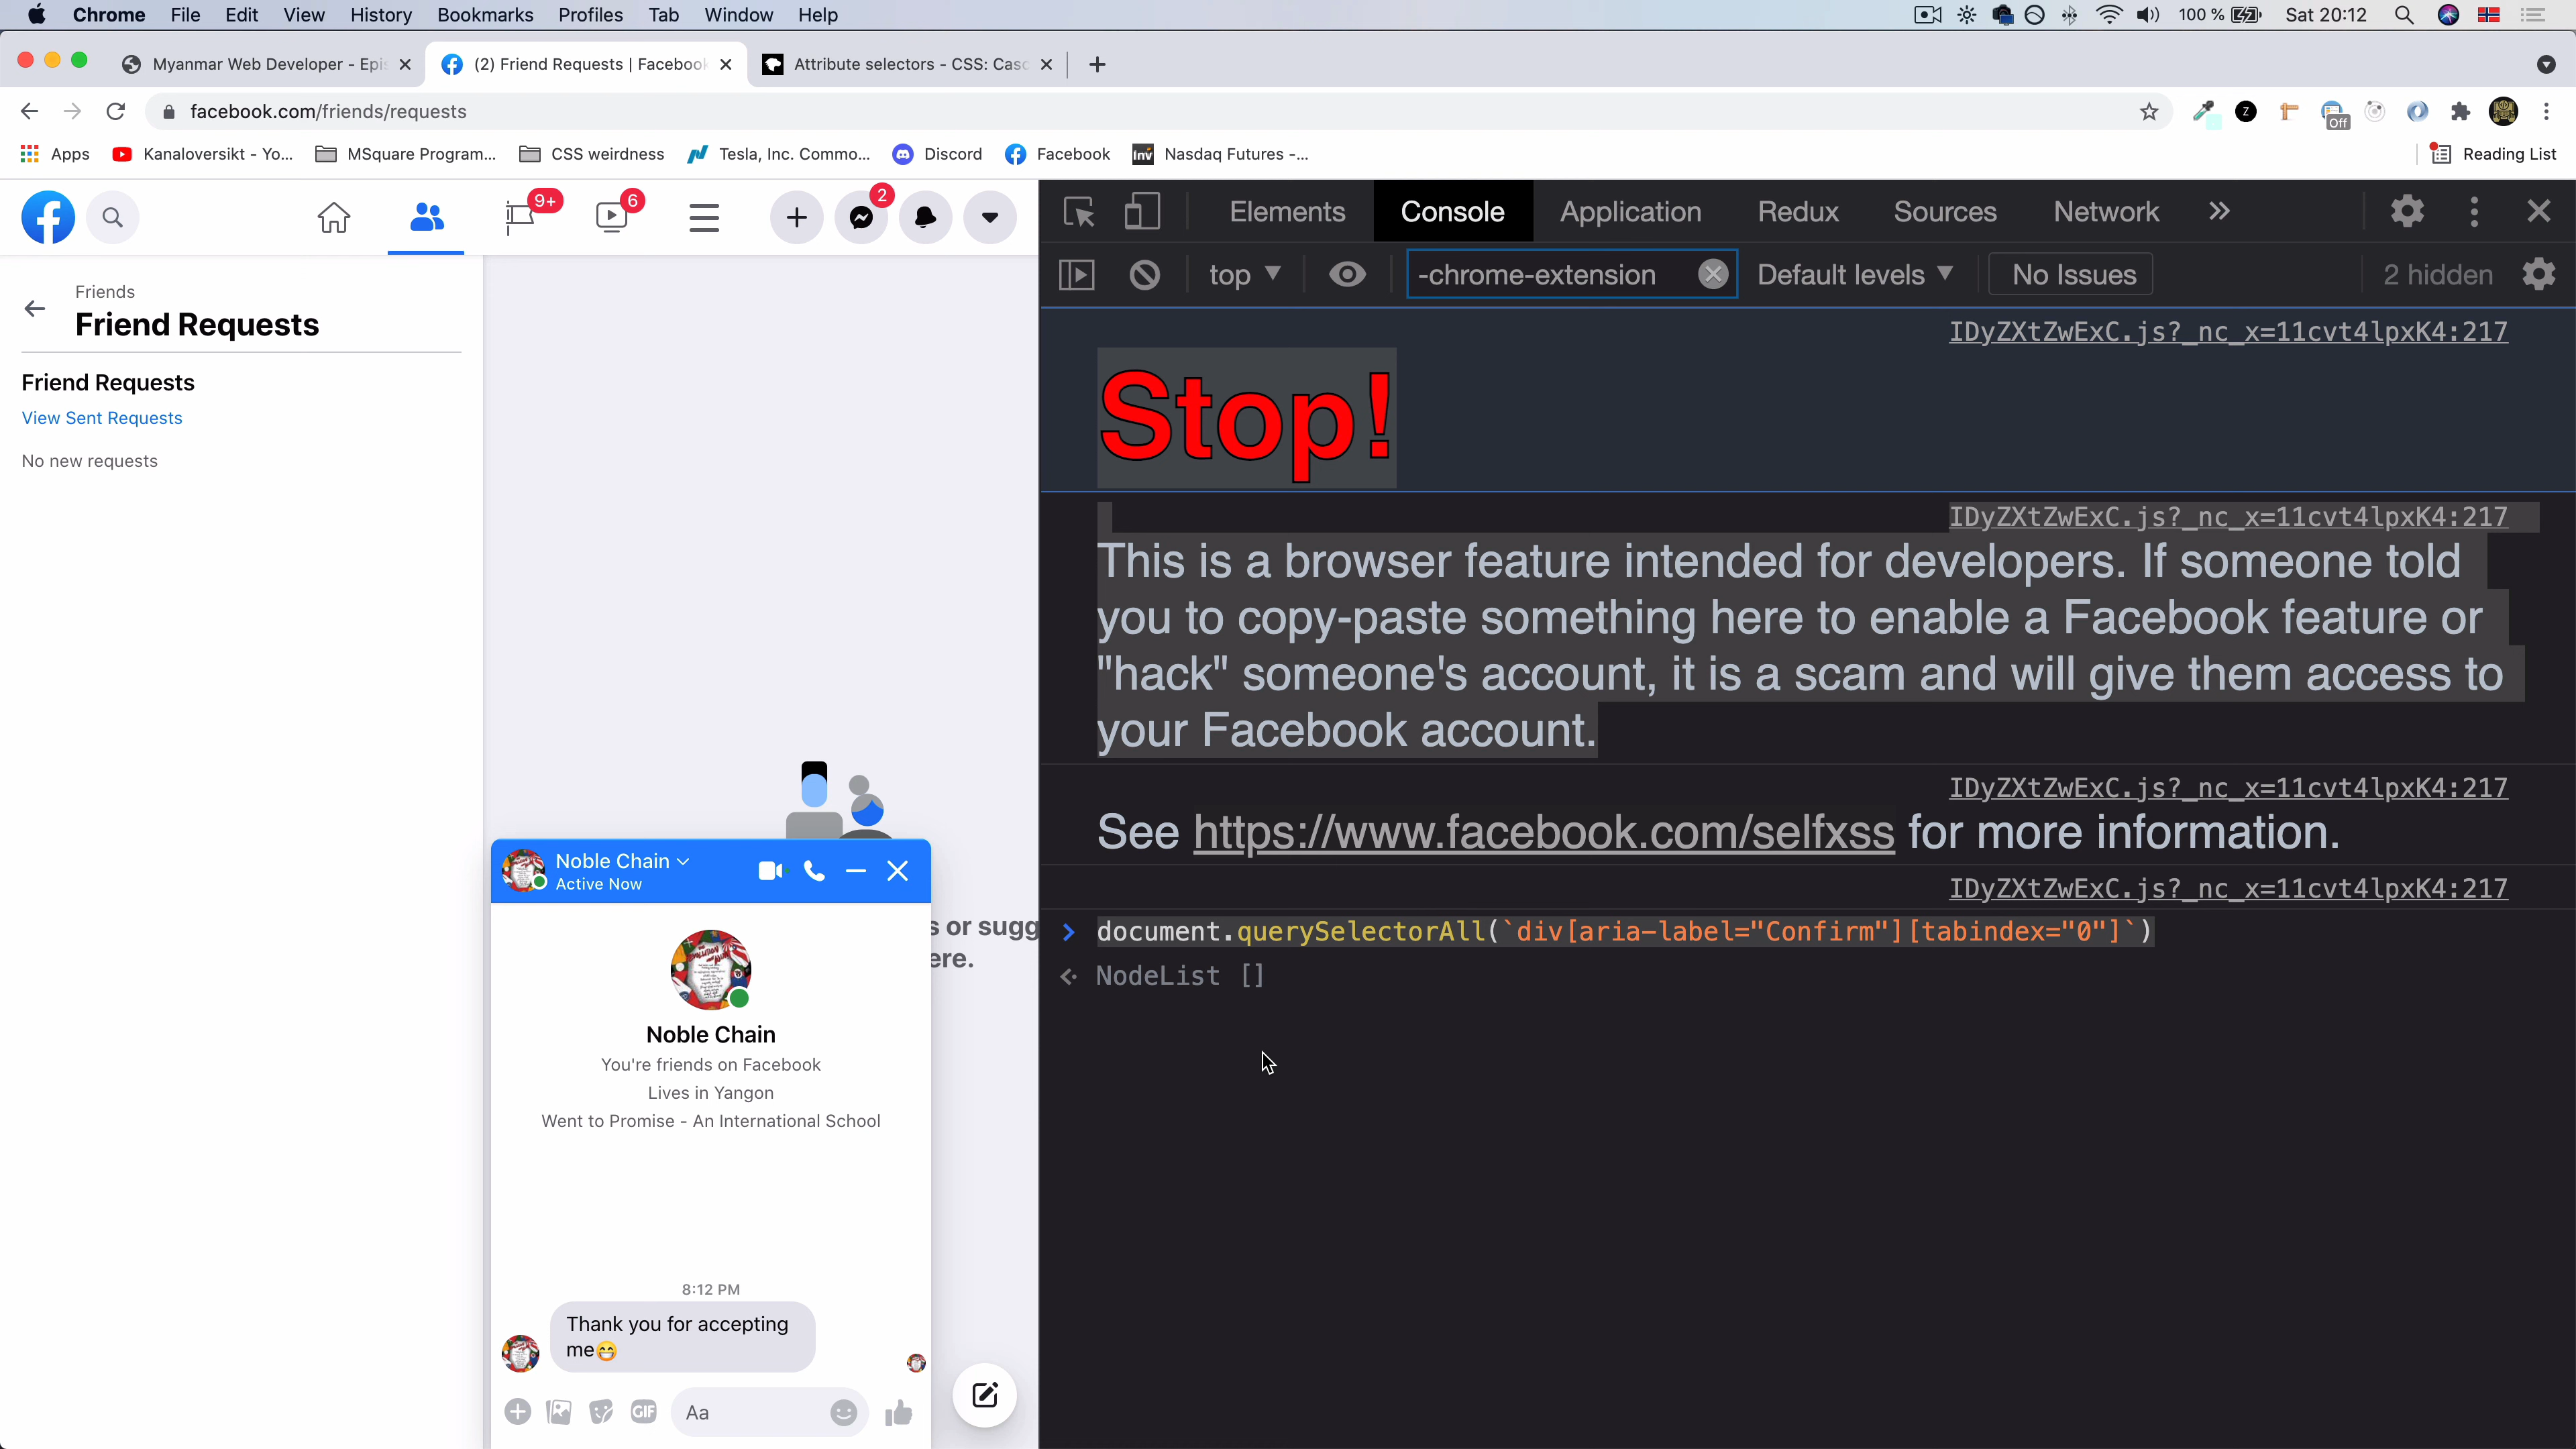 Chrome File Edit View History Bookmarks Profiles Tab Window Help 100 % Sat 20:12
Myanmar Web Developer - Epis
(2) Friend Requests | Facebook
Attribute selectors - CSS: Casc
facebook.com/friends/requests
Off
Apps Kanaloversikt - Yo... MSquare Program... CSS weirdness Tesla, Inc. Commo... Discord Facebook Nasdaq Futures -... Reading List
9+ 6 2
Friends
Friend Requests
Friend Requests
View Sent Requests
No new requests
s or sugg
ere.
Noble Chain
Active Now
Noble Chain
You're friends on Facebook
Lives in Yangon
Went to Promise - An International School
8:12 PM
Thank you for accepting
me😁
GIF
Aa
Elements Console Application Redux Sources Network
top -chrome-extension Default levels No Issues 2 hidden
IDyZXtZwExC.js?_nc_x=11cvt4lpxK4:217
Stop!
IDyZXtZwExC.js?_nc_x=11cvt4lpxK4:217
This is a browser feature intended for developers. If someone told
you to copy-paste something here to enable a Facebook feature or
"hack" someone's account, it is a scam and will give them access to
your Facebook account.
IDyZXtZwExC.js?_nc_x=11cvt4lpxK4:217
See https://www.facebook.com/selfxss for more information.
IDyZXtZwExC.js?_nc_x=11cvt4lpxK4:217
document.querySelectorAll(`div[aria-label="Confirm"][tabindex="0"]`)
NodeList []